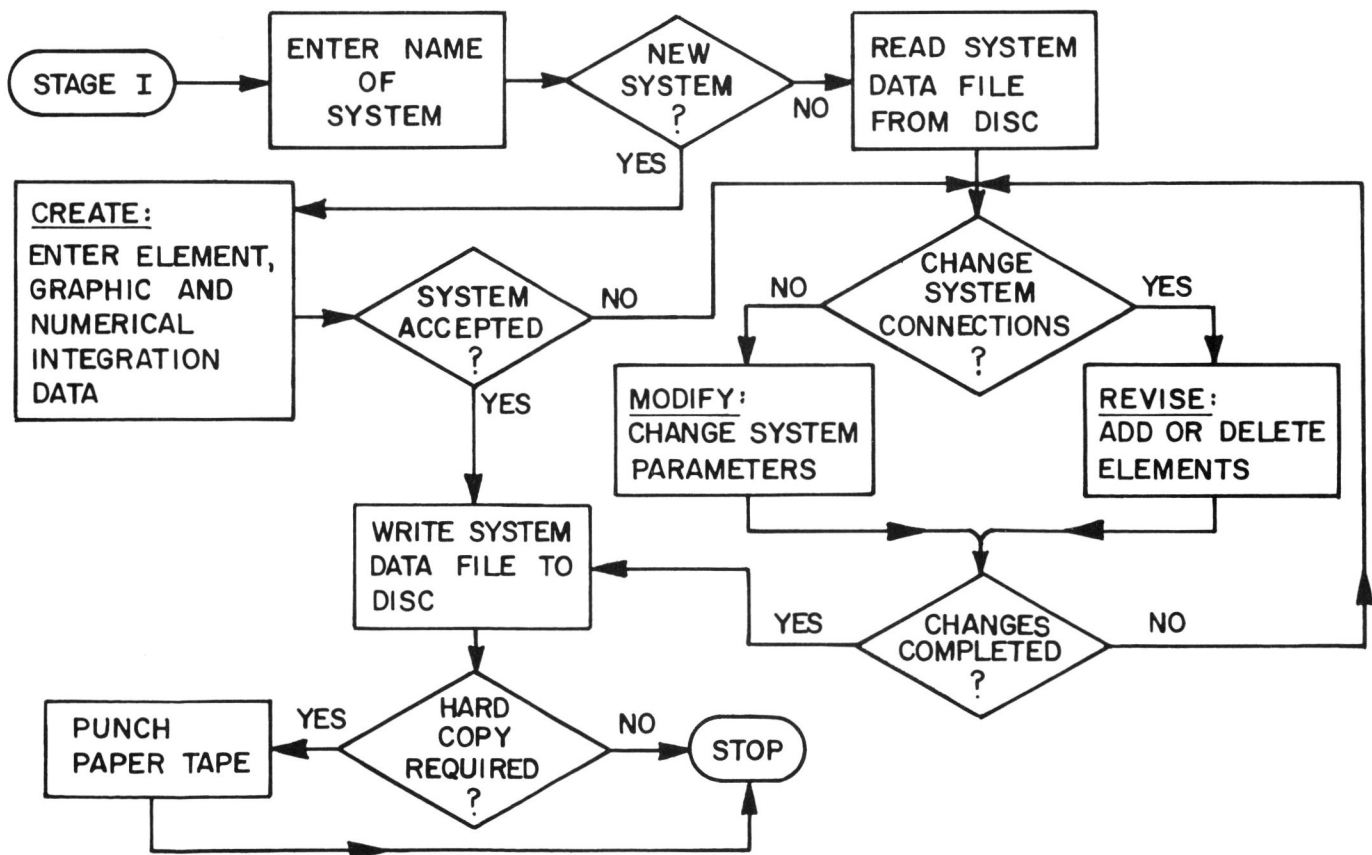 STAGE I
ENTER NAME
OF
SYSTEM
NEW
SYSTEM
?
NO
YES
READ SYSTEM
DATA FILE
FROM DISC
CREATE:
ENTER ELEMENT,
GRAPHIC AND
NUMERICAL
INTEGRATION
DATA
SYSTEM
ACCEPTED
?
NO
YES
CHANGE
SYSTEM
CONNECTIONS
?
NO
YES
MODIFY:
CHANGE SYSTEM
PARAMETERS
REVISE:
ADD OR DELETE
ELEMENTS
WRITE SYSTEM
DATA FILE TO
DISC
CHANGES
COMPLETED
?
YES
NO
HARD
COPY
REQUIRED
?
YES
NO
PUNCH
PAPER TAPE
STOP